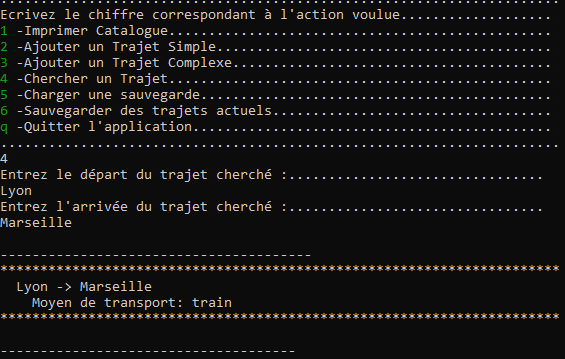 Ecrivez le chiffre correspondant à l'action voulue...................
1 -Imprimer Catalogue................................................
2 -Ajouter un Trajet Simple..........................................
3 -Ajouter un Trajet Complexe........................................
4 -Chercher un Trajet................................................
5 -Charger une sauvegarde............................................
6 -Sauvegarder des trajets actuels...................................
q -Quitter l'application.............................................
......................................................................
4
Entrez le départ du trajet cherché :................................
Lyon
Entrez l'arrivée du trajet cherché :................................
Marseille
---------------------------------------
**********************************************************************
Lyon -> Marseille
Moyen de transport: train
**********************************************************************
-------------------------------------